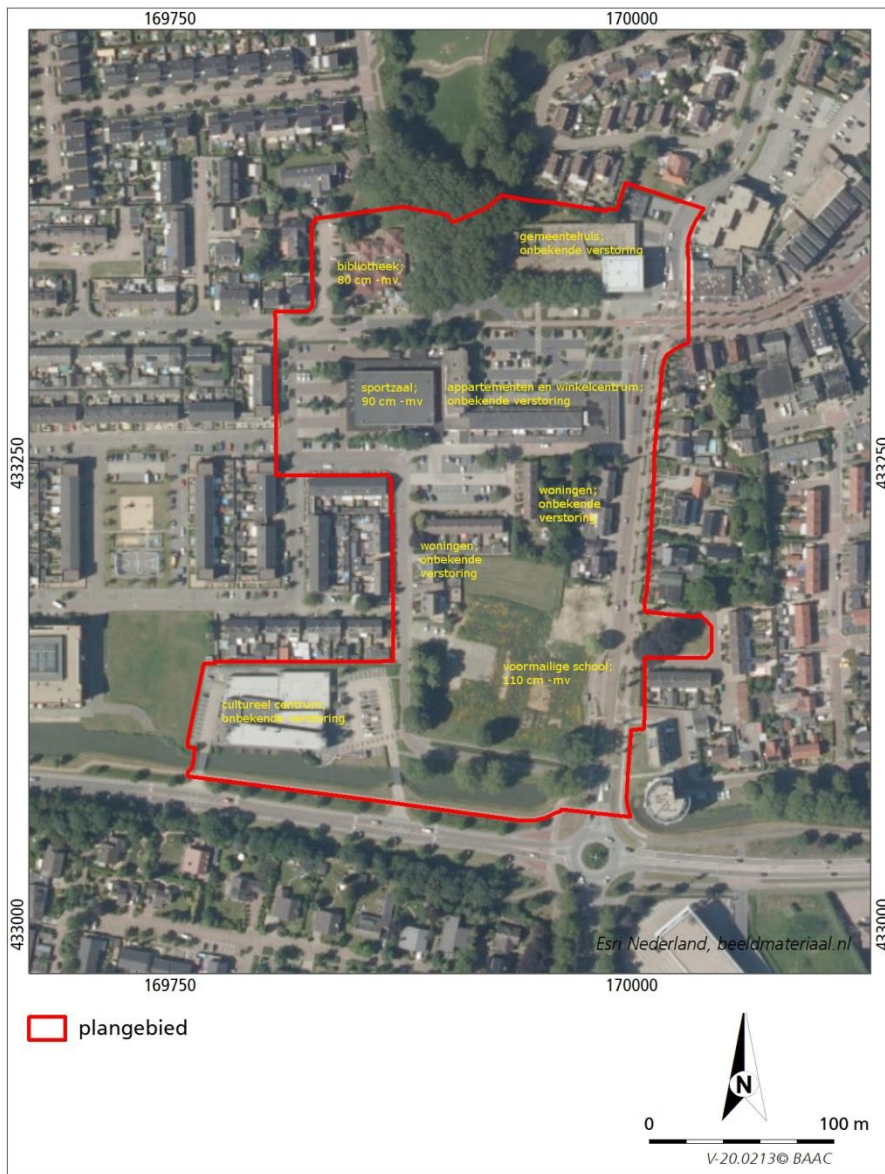 169750
170000
gemeentehuis;
onbekende verstoring
bibliotheek;
80 cm -mv
sportzaal;
90 cm -mv
appartementen en winkelcentrum;
onbekende verstoring
433250
433250
woningen;
onbekende
verstoring
woningen;
onbekende
verstoring
voormailige school;
110 cm -mv
cultureel centrum;
onbekende verstoring
433000
433000
Esri Nederland, beeldmateriaal.nl
169750
170000
plangebied
N
0
100 m
V-20.0213© BAAC